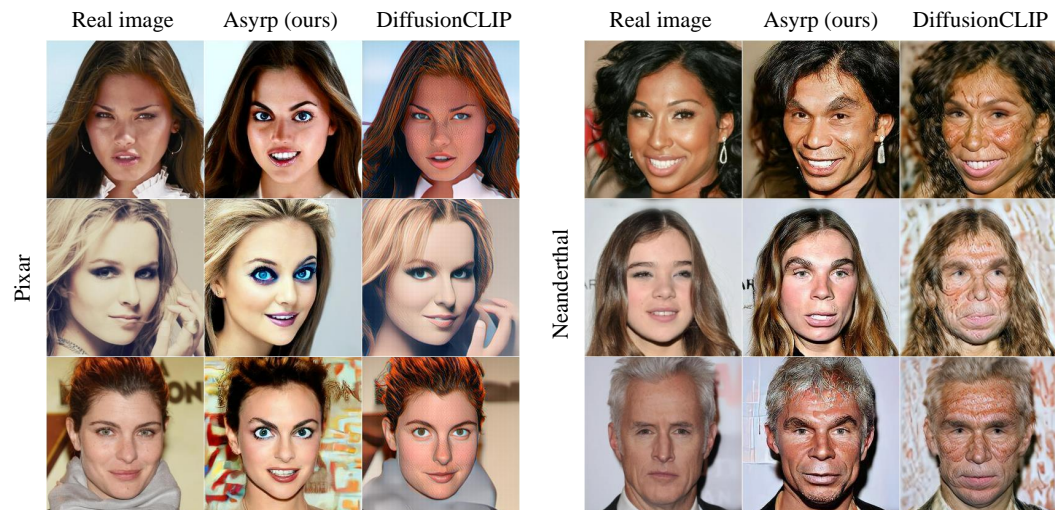 Real image Asyrp (ours) DiffusionCLIP
Real image Asyrp (ours) DiffusionCLIP
Pixar
Neanderthal